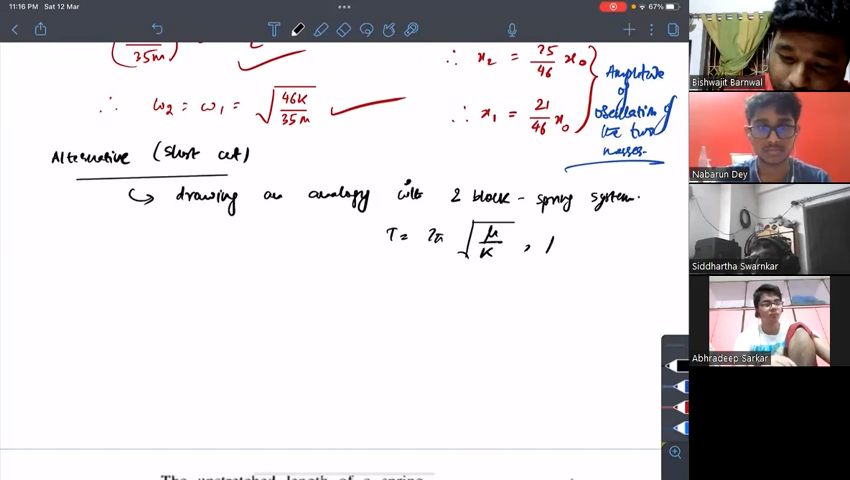 11:16 PM Sat 12 Mar
67%
35m
∴ x₂ = 25/46 x₀
∴ ω₂ = ω₁ = √(46K/35m)
∴ x₁ = 21/46 x₀
Amplitude
of
oscillation of
the two
masses.
Alternative (Short cut)
↳ drawing an analogy with 2 block - spring system.
T = 2π √(μ/K) ,
The unstretched length of a spring
Bishwajit Barnwal
Nabarun Dey
Siddhartha Swarnkar
Abhradeep Sarkar